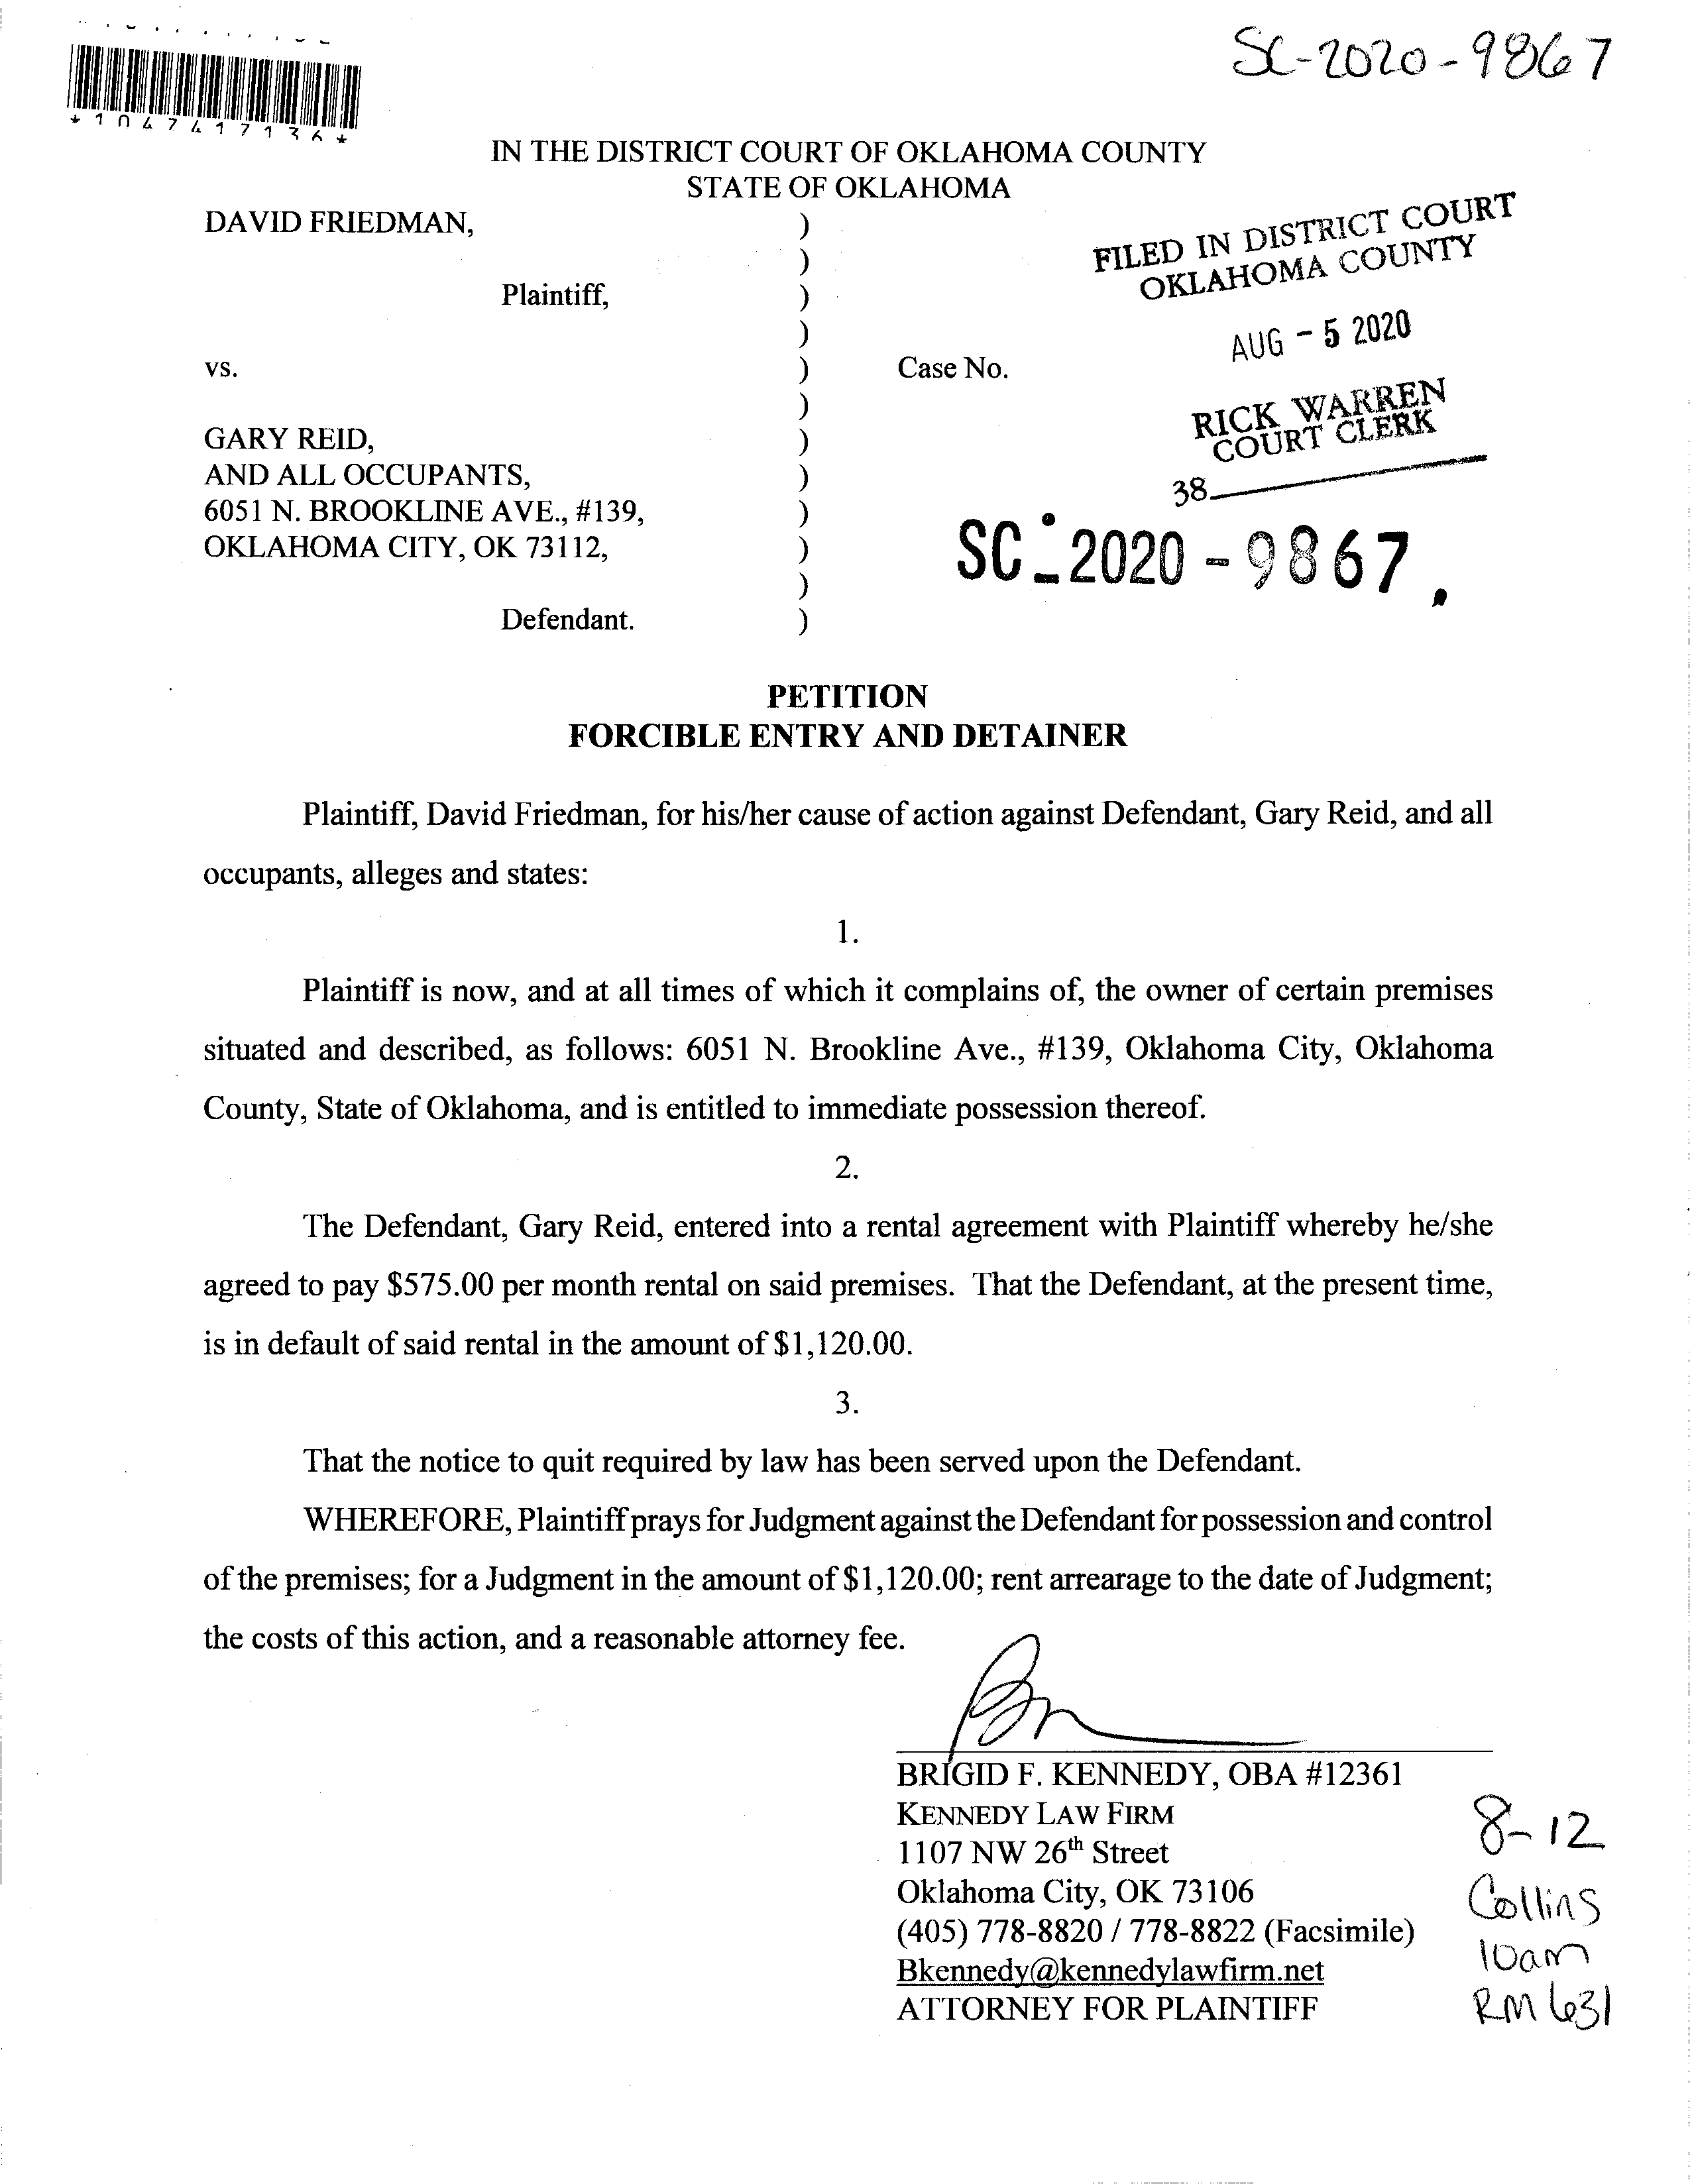 SC-2020-9867
*1047417136*
IN THE DISTRICT COURT OF OKLAHOMA COUNTY
STATE OF OKLAHOMA
DAVID FRIEDMAN, )
)
Plaintiff, )
)
vs. ) Case No.
)
GARY REID, )
AND ALL OCCUPANTS, )
6051 N. BROOKLINE AVE., #139, )
OKLAHOMA CITY, OK 73112, )
)
Defendant. )
FILED IN DISTRICT COURT
OKLAHOMA COUNTY
AUG - 5 2020
RICK WARREN
COURT CLERK
38
SC-2020-9867
PETITION
FORCIBLE ENTRY AND DETAINER
Plaintiff, David Friedman, for his/her cause of action against Defendant, Gary Reid, and all
occupants, alleges and states:
1.
Plaintiff is now, and at all times of which it complains of, the owner of certain premises
situated and described, as follows: 6051 N. Brookline Ave., #139, Oklahoma City, Oklahoma
County, State of Oklahoma, and is entitled to immediate possession thereof.
2.
The Defendant, Gary Reid, entered into a rental agreement with Plaintiff whereby he/she
agreed to pay $575.00 per month rental on said premises. That the Defendant, at the present time,
is in default of said rental in the amount of $1,120.00.
3.
That the notice to quit required by law has been served upon the Defendant.
WHEREFORE, Plaintiff prays for Judgment against the Defendant for possession and control
of the premises; for a Judgment in the amount of $1,120.00; rent arrearage to the date of Judgment;
the costs of this action, and a reasonable attorney fee.
BRIGID F. KENNEDY, OBA #12361
KENNEDY LAW FIRM
1107 NW 26th Street
Oklahoma City, OK 73106
(405) 778-8820 / 778-8822 (Facsimile)
Bkennedy@kennedylawfirm.net
ATTORNEY FOR PLAINTIFF
8-12
Collins
10am
RM 631